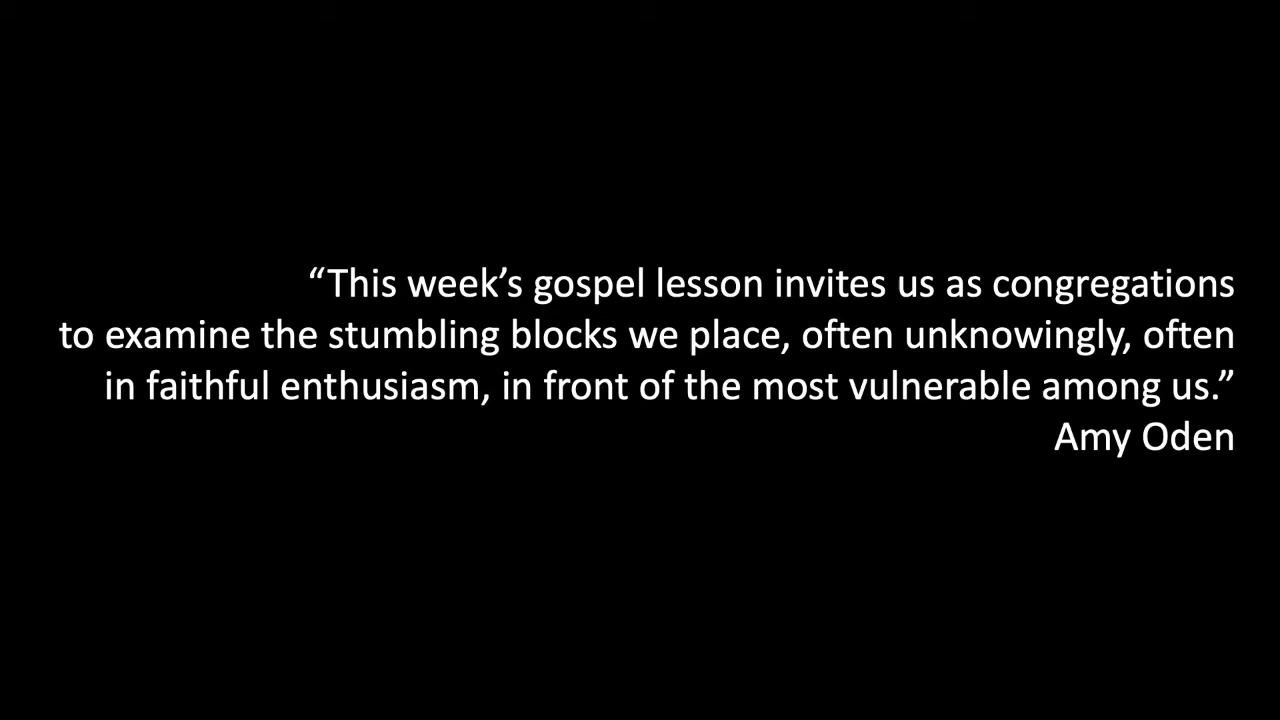 “This week’s gospel lesson invites us as congregations
to examine the stumbling blocks we place, often unknowingly, often
in faithful enthusiasm, in front of the most vulnerable among us.”
Amy Oden